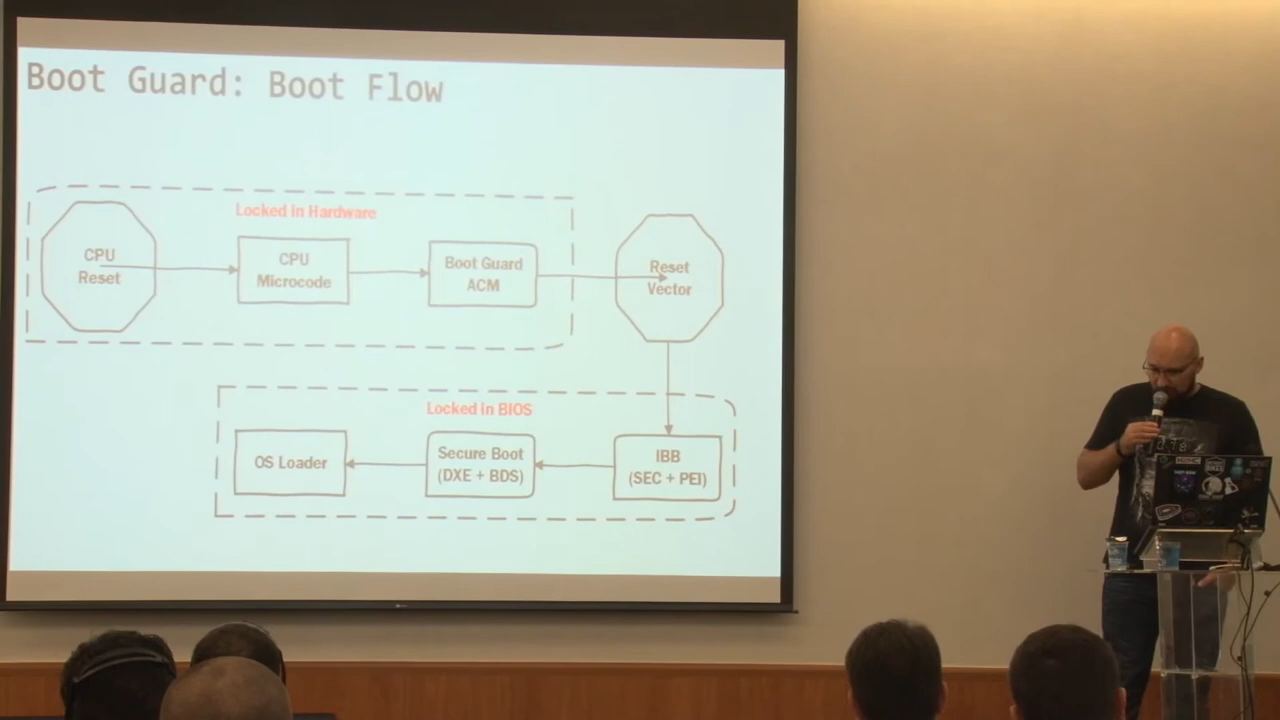 Boot Guard: Boot Flow
Locked in Hardware
CPU
Reset
CPU
Microcode
Boot Guard
ACM
Reset
Vector
Locked in BIOS
OS Loader
Secure Boot
(DXE + BDS)
IBB
(SEC + PEI)